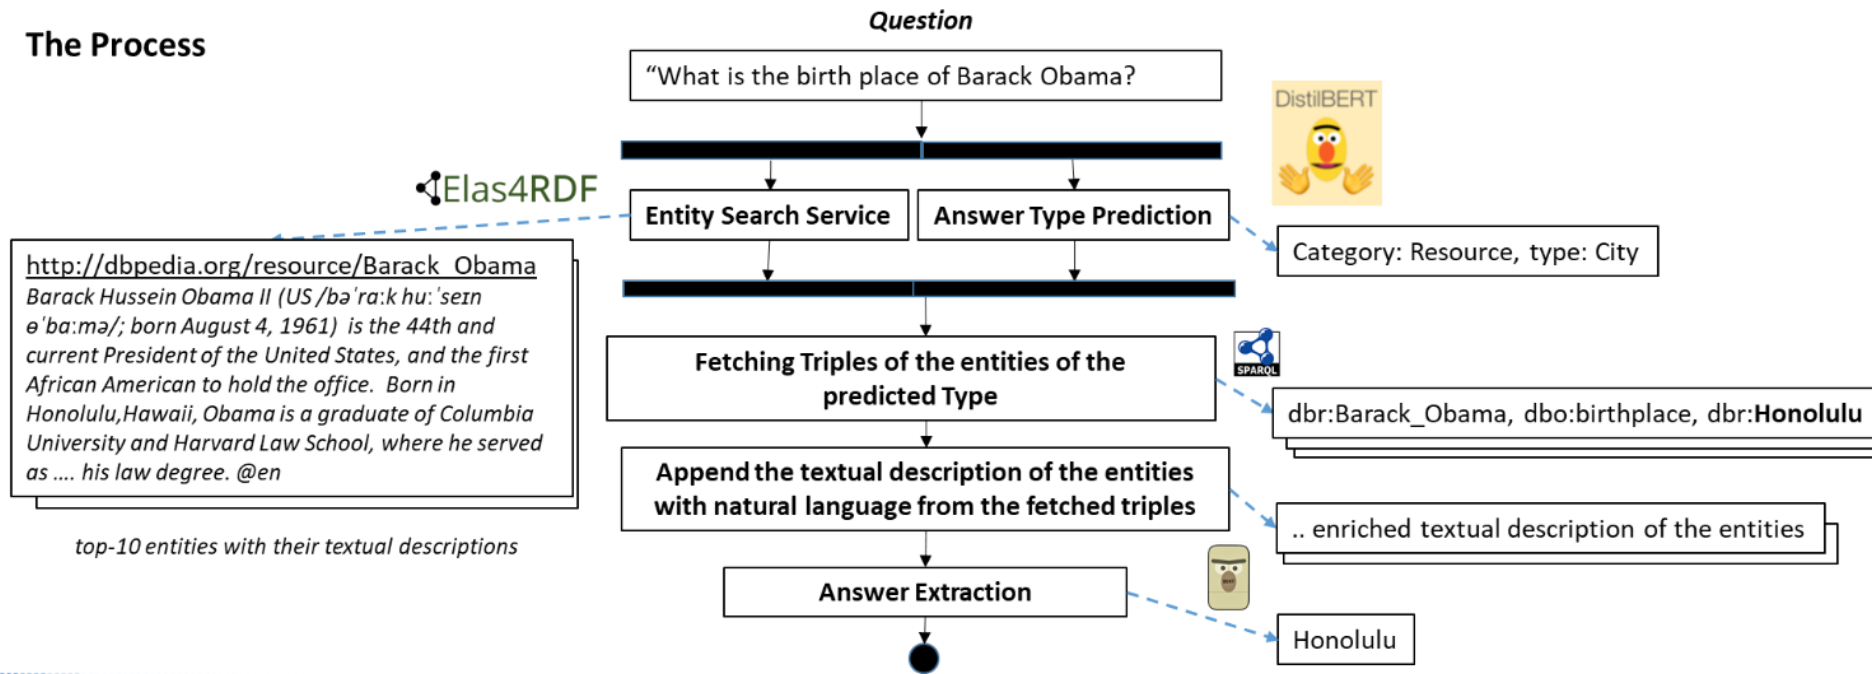 The Process
Question
“What is the birth place of Barack Obama?
DistilBERT
Elas4RDF
Entity Search Service
Answer Type Prediction
Category: Resource, type: City
http://dbpedia.org/resource/Barack_Obama
Barack Hussein Obama II (US /bəˈrɑːk huːˈseɪn
ɵˈbɑːmə/; born August 4, 1961) is the 44th and
current President of the United States, and the first
African American to hold the office. Born in
Honolulu,Hawaii, Obama is a graduate of Columbia
University and Harvard Law School, where he served
as .... his law degree. @en
top-10 entities with their textual descriptions
Fetching Triples of the entities of the
predicted Type
SPARQL
dbr:Barack_Obama, dbo:birthplace, dbr:Honolulu
Append the textual description of the entities
with natural language from the fetched triples
.. enriched textual description of the entities
Answer Extraction
Honolulu